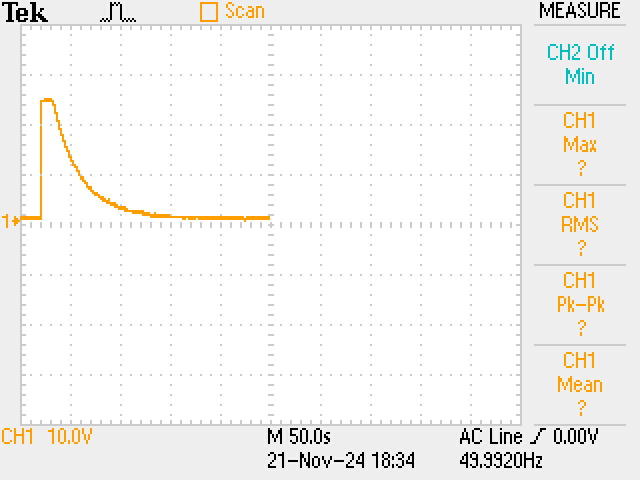 Tek Scan MEASURE
CH2 Off
Min
CH1
Max
?
CH1
RMS
?
CH1
Pk-Pk
?
CH1
Mean
?
1
CH1 10.0V M 50.0s AC Line 0.00V
21-Nov-24 18:34 49.9920Hz